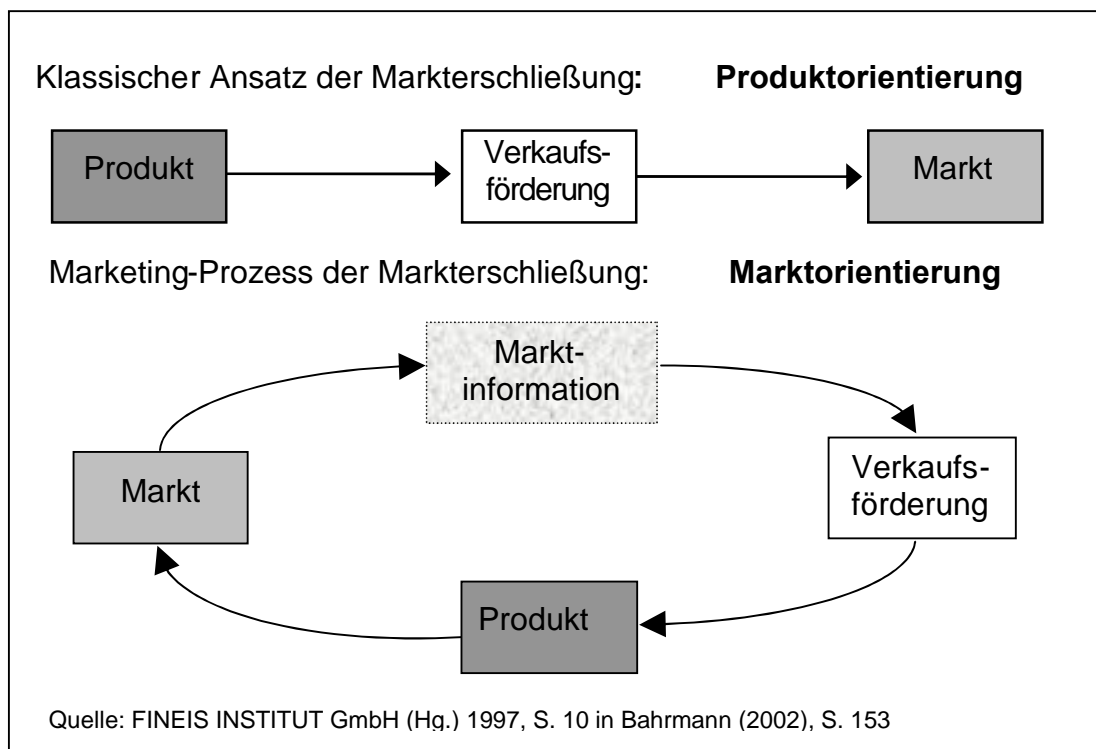 Klassischer Ansatz der Markterschließung: Produktorientierung
Produkt
Verkaufs-
förderung
Markt
Marketing-Prozess der Markterschließung: Marktorientierung
Markt-
information
Markt
Verkaufs-
förderung
Produkt
Quelle: FINEIS INSTITUT GmbH (Hg.) 1997, S. 10 in Bahrmann (2002), S. 153